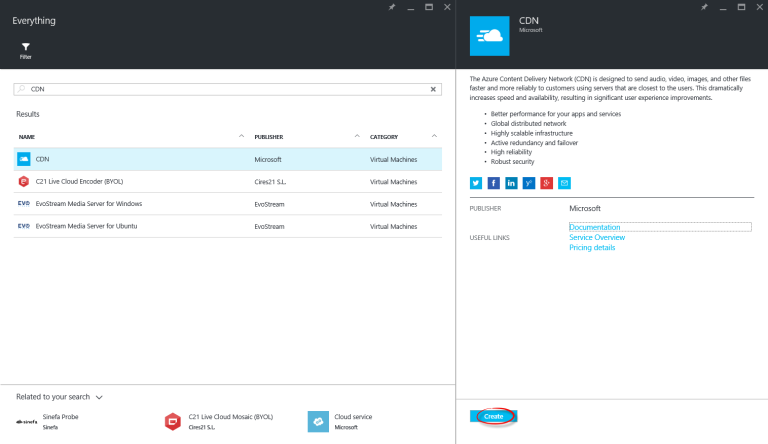 Everything
Filter
CDN
Results
NAME PUBLISHER CATEGORY
CDN Microsoft Virtual Machines
C21 Live Cloud Encoder (BYOL) Cires21 S.L. Virtual Machines
EVO EvoStream Media Server for Windows EvoStream Virtual Machines
EVO EvoStream Media Server for Ubuntu EvoStream Virtual Machines
Related to your search
sinefa Sinefa Probe
Sinefa
C21 Live Cloud Mosaic (BYOL)
Cires21 S.L.
Cloud service
Microsoft
CDN
Microsoft
The Azure Content Delivery Network (CDN) is designed to send audio, video, images, and other files
faster and more reliably to customers using servers that are closest to the users. This dramatically
increases speed and availability, resulting in significant user experience improvements.
• Better performance for your apps and services
• Global distributed network
• Highly scalable infrastructure
• Active redundancy and failover
• High reliability
• Robust security
PUBLISHER Microsoft
Documentation
USEFUL LINKS Service Overview
Pricing details
Create